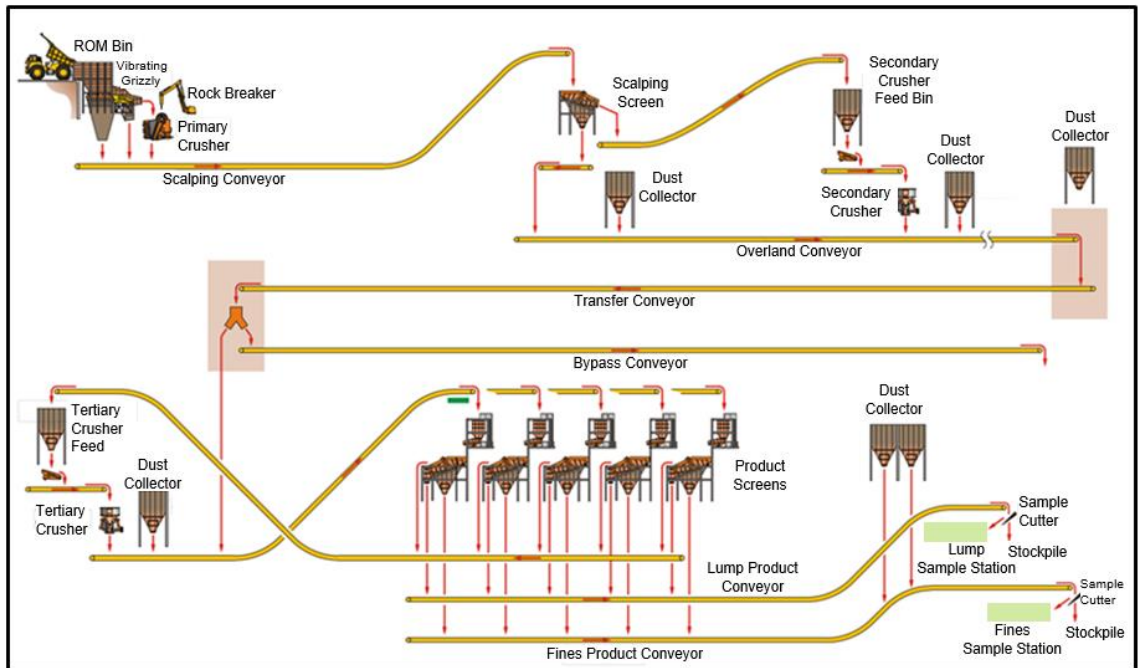 ROM Bin
Vibrating
Grizzly
Rock Breaker
Primary
Crusher
Scalping Conveyor
Scalping
Screen
Secondary
Crusher
Feed Bin
Dust
Collector
Dust
Collector
Dust
Collector
Secondary
Crusher
Overland Conveyor
Transfer Conveyor
Bypass Conveyor
Tertiary
Crusher
Feed
Dust
Collector
Tertiary
Crusher
Dust
Collector
Product
Screens
Sample
Cutter
Lump
Sample Station
Stockpile
Lump Product
Conveyor
Sample
Cutter
Fines
Sample Station
Stockpile
Fines Product Conveyor